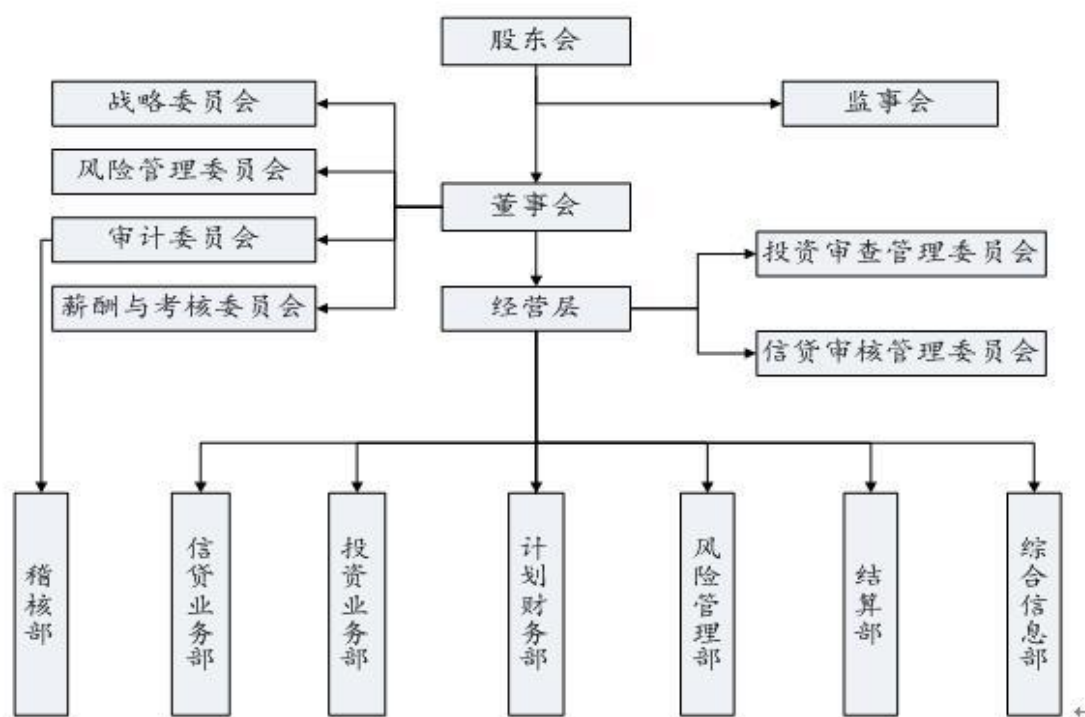 股东会
战略委员会
监事会
风险管理委员会
董事会
审计委员会
投资审查管理委员会
薪酬与考核委员会
经营层
信贷审核管理委员会
稽核部
信贷业务部
投资业务部
计划财务部
风险管理部
结算部
综合信息部